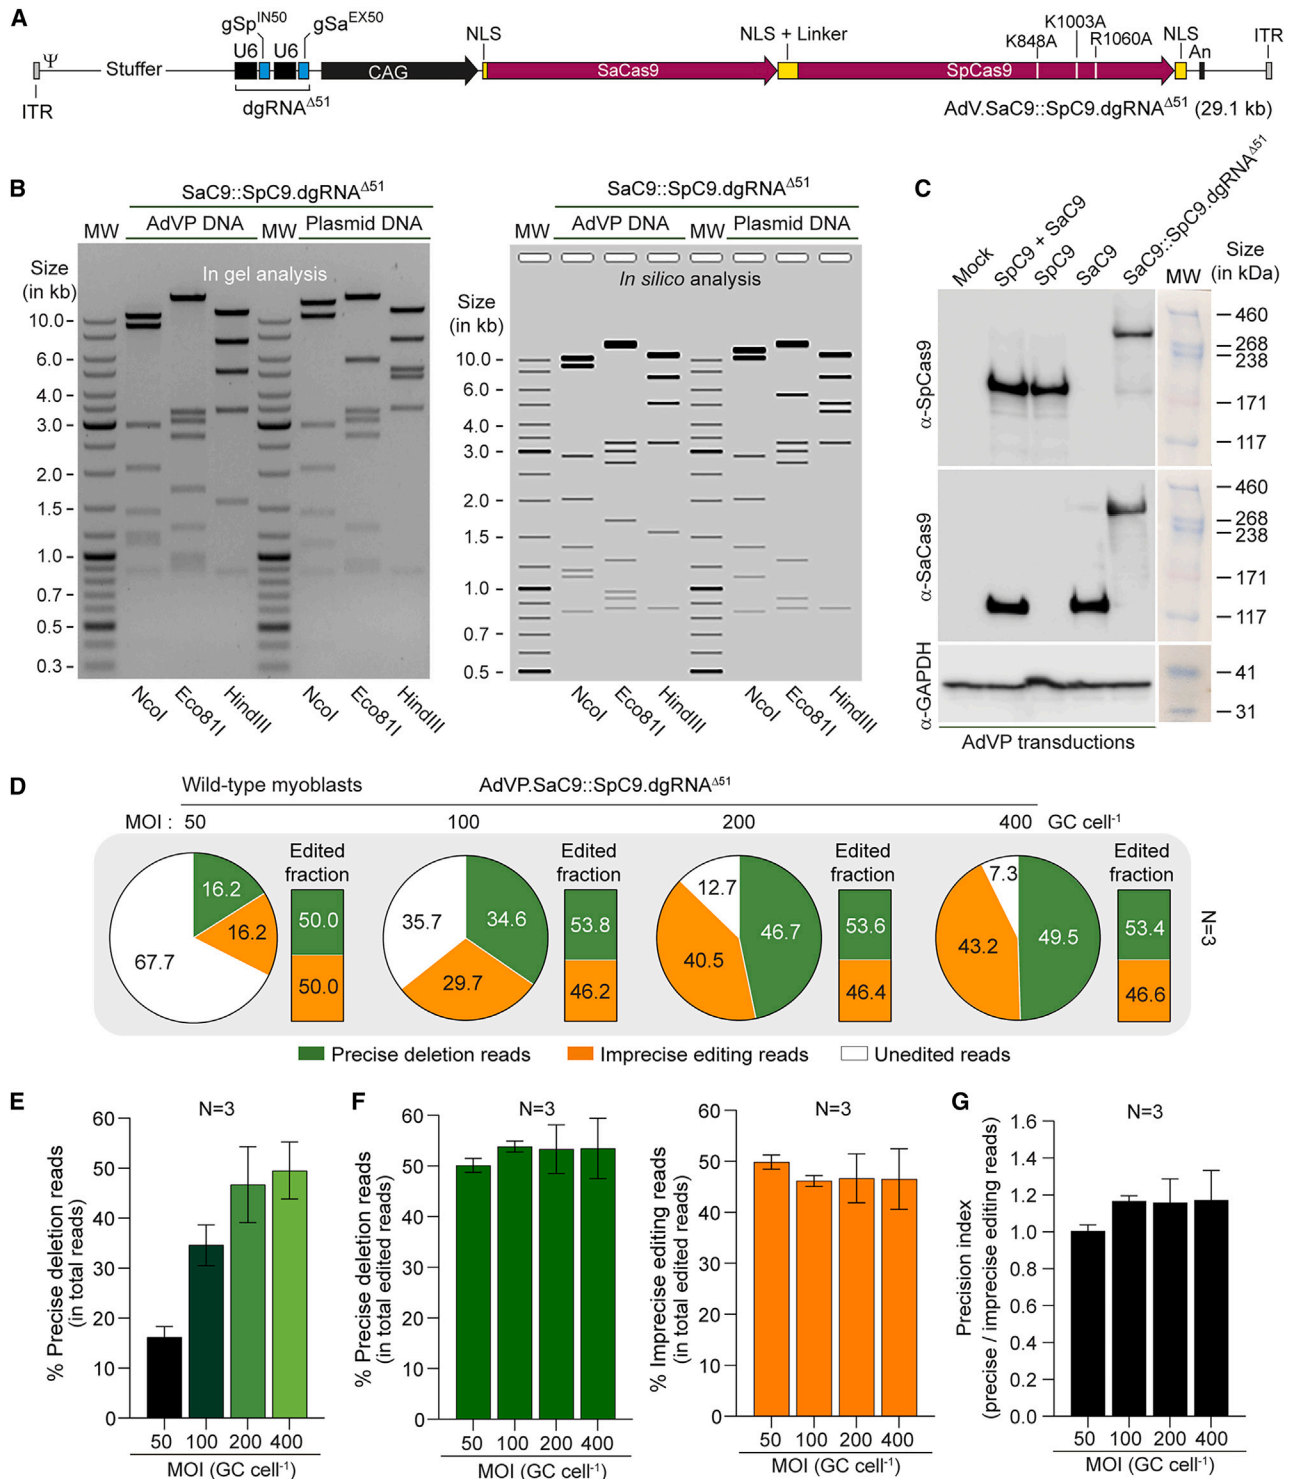 A
gSp^IN50 gSa^EX50
K1003A
K848A R1060A
ITR Ψ Stuffer U6 U6 CAG NLS SaCas9 NLS + Linker SpCas9 NLS An ITR
dgRNA^Δ51
AdV.SaC9::SpC9.dgRNA^Δ51 (29.1 kb)
B
SaC9::SpC9.dgRNA^Δ51
MW AdVP DNA MW Plasmid DNA
Size
(in kb)
In gel analysis
10.0
6.0
4.0
3.0
2.0
1.5
1.0
0.7
0.5
0.3
NcoI Eco81I HindIII NcoI Eco81I HindIII
SaC9::SpC9.dgRNA^Δ51
MW AdVP DNA MW Plasmid DNA
In silico analysis
Size
(in kb)
10.0
6.0
4.0
3.0
2.0
1.5
1.0
0.7
0.5
NcoI Eco81I HindIII NcoI Eco81I HindIII
C
Mock SpC9 + SaC9 SpC9 SaC9 SaC9::SpC9.dgRNA^Δ51 MW
Size
(in kDa)
α-SpCas9
460
268
238
171
117
α-SaCas9
460
268
238
171
117
α-GAPDH
41
31
AdVP transductions
D
Wild-type myoblasts AdVP.SaC9::SpC9.dgRNA^Δ51
MOI : 50 100 200 400 GC cell^-1
Edited
fraction
16.2
16.2
67.7
50.0
50.0
Edited
fraction
35.7
34.6
29.7
53.8
46.2
Edited
fraction
12.7
46.7
40.5
53.6
46.4
Edited
fraction
7.3
49.5
43.2
53.4
46.6
N=3
Precise deletion reads Imprecise editing reads Unedited reads
E
N=3
% Precise deletion reads
(in total reads)
60
50
40
30
20
10
0
50 100 200 400
MOI (GC cell^-1)
F
N=3
% Precise deletion reads
(in total edited reads)
60
50
40
30
20
10
0
50 100 200 400
MOI (GC cell^-1)
N=3
% Imprecise editing reads
(in total edited reads)
60
50
40
30
20
10
0
50 100 200 400
MOI (GC cell^-1)
G
N=3
Precision index
(precise / imprecise editing reads)
1.6
1.4
1.2
1.0
0.8
0.6
0.4
0.2
0.0
50 100 200 400
MOI (GC cell^-1)